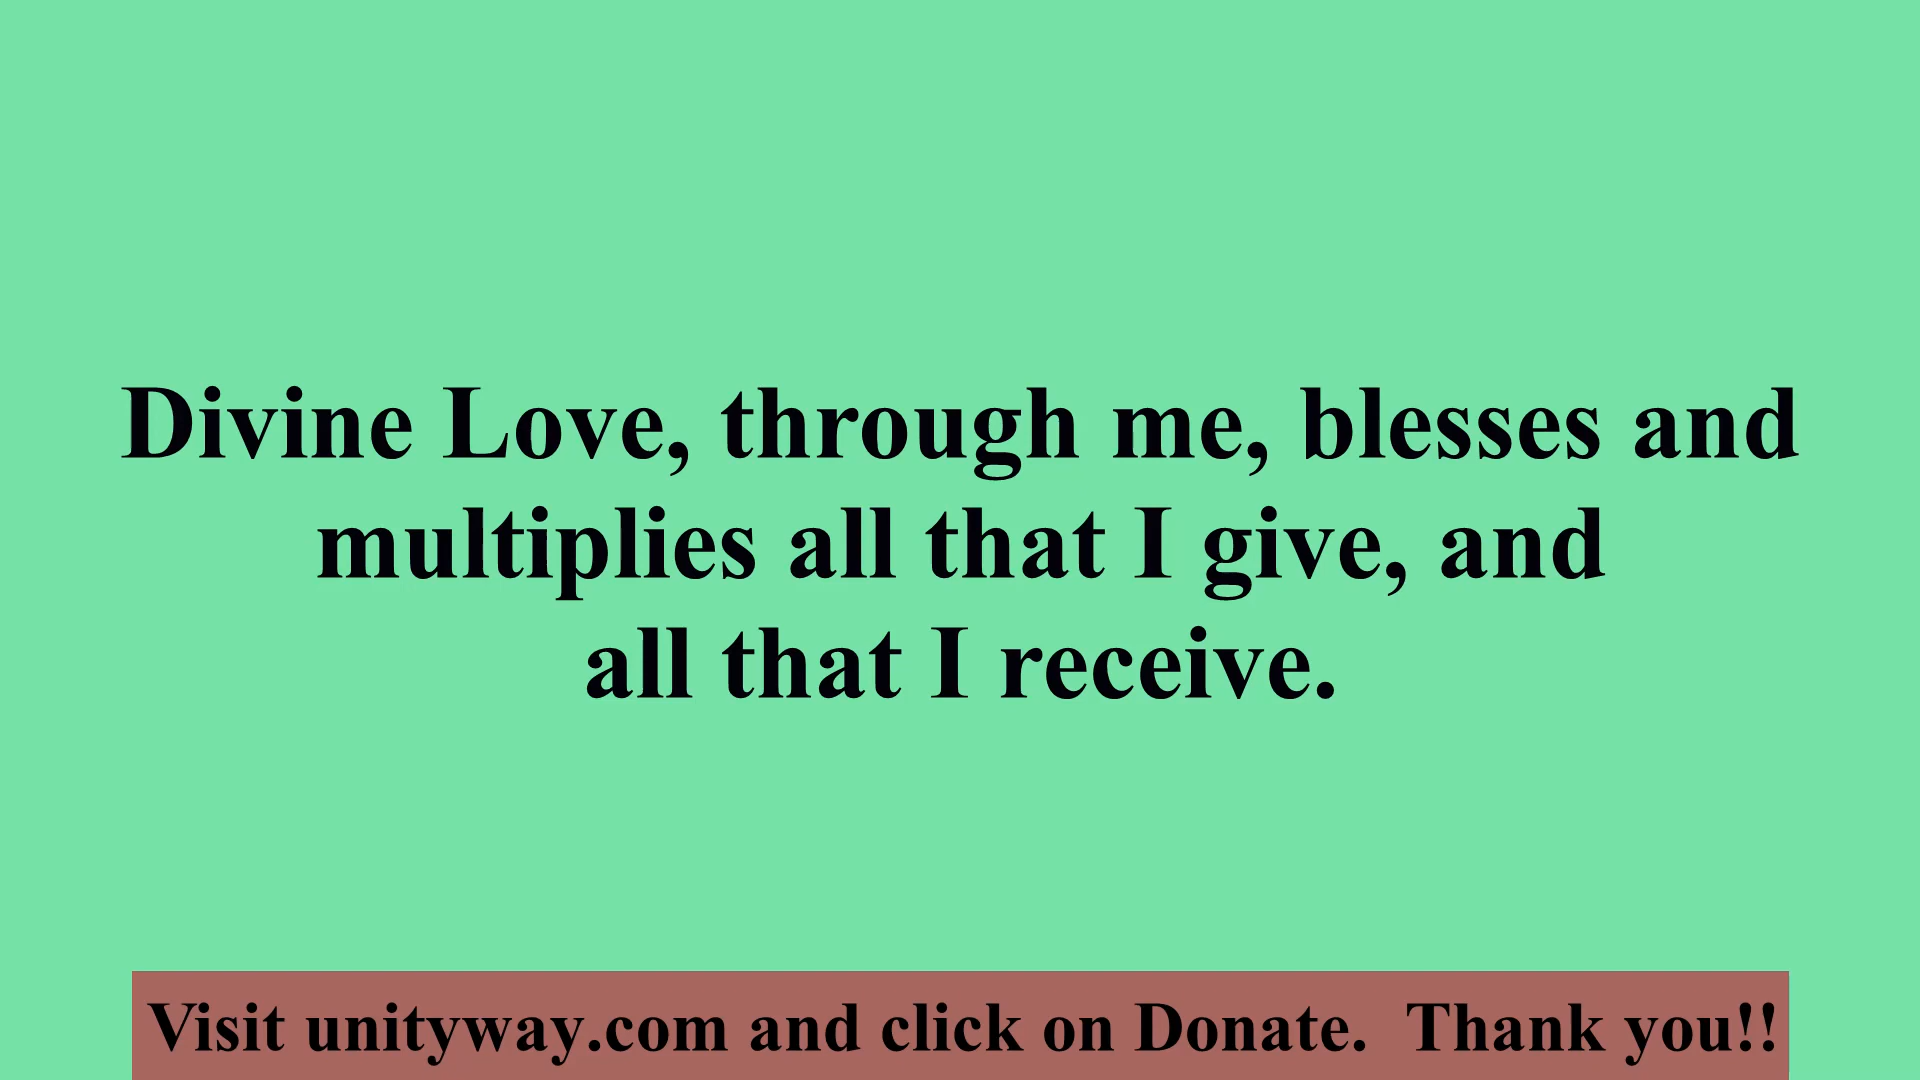 Divine Love, through me, blesses and
multiplies all that I give, and
all that I receive.
Visit unityway.com and click on Donate.  Thank you!!